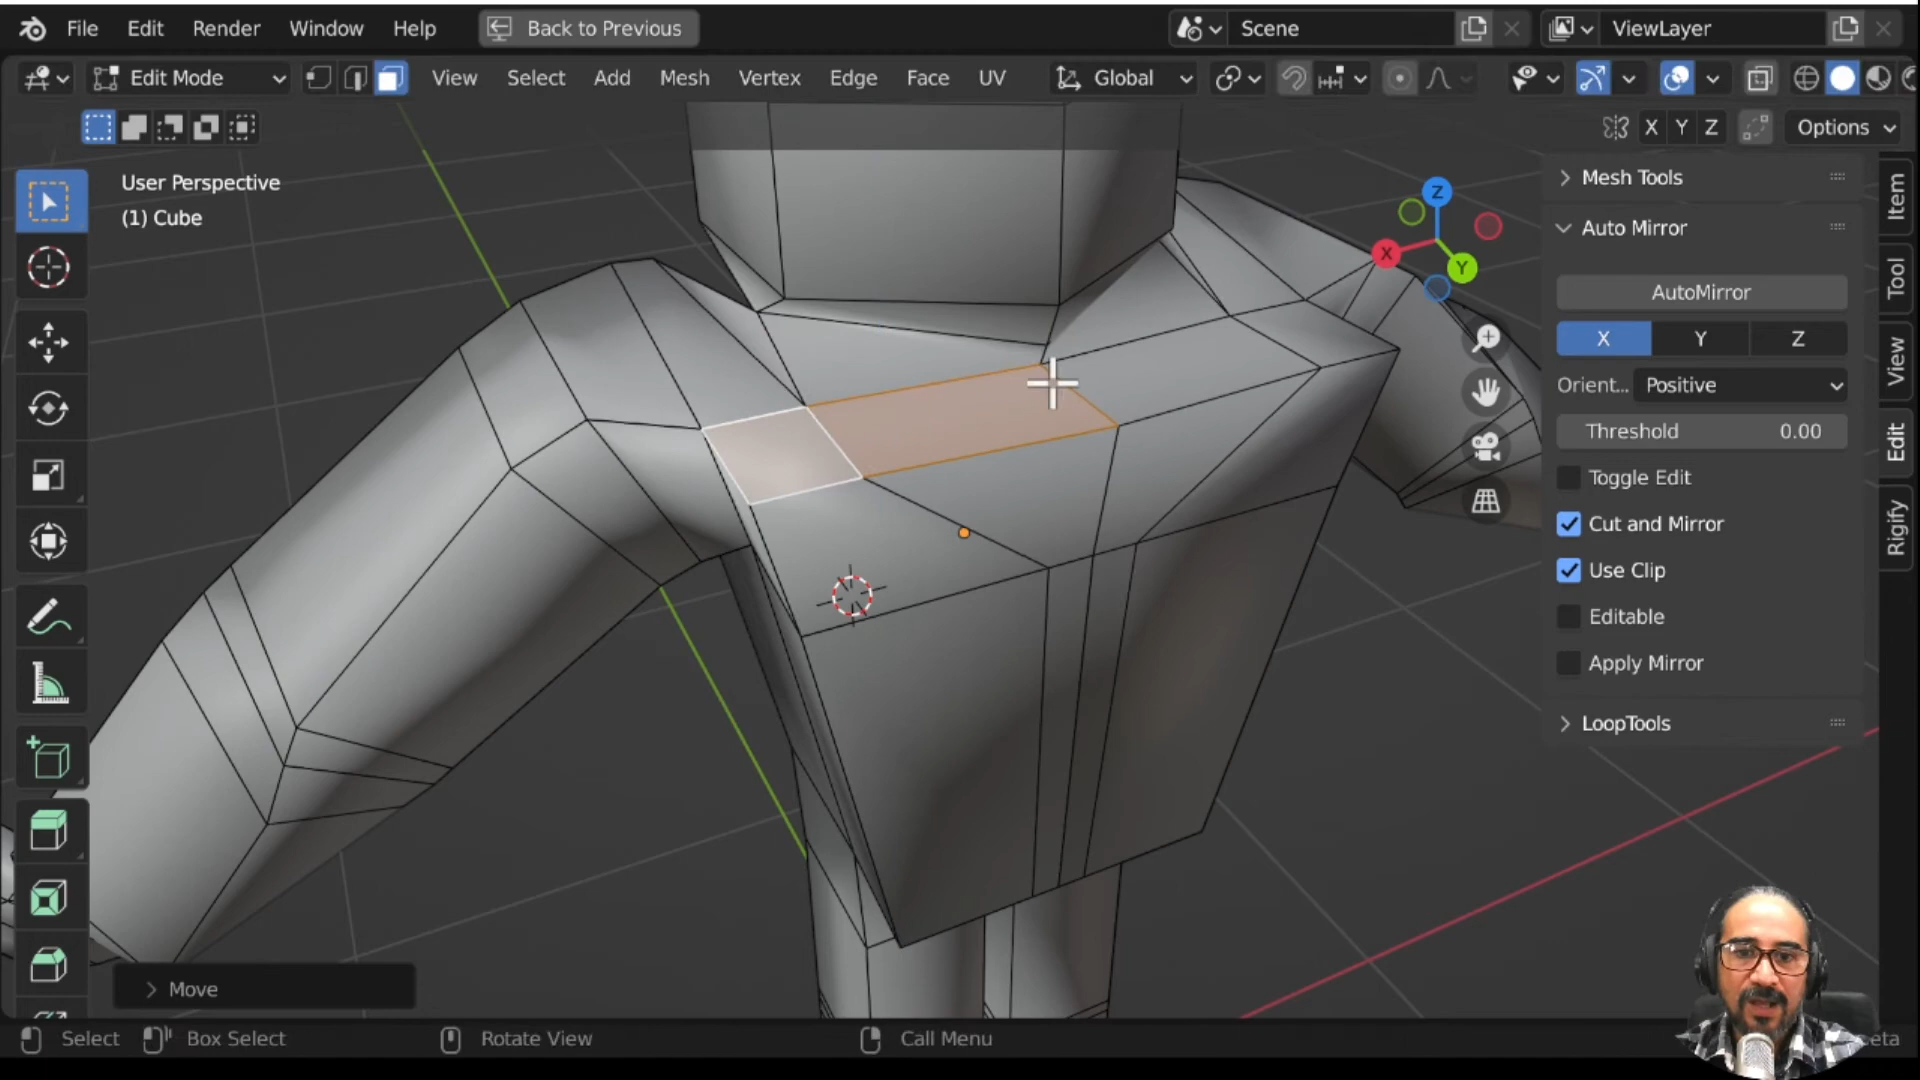 File Edit Render Window Help Back to Previous Scene ViewLayer
Edit Mode View Select Add Mesh Vertex Edge Face UV Global
X Y Z Options
User Perspective
(1) Cube
Z
X
Y
Mesh Tools
Auto Mirror
AutoMirror
X Y Z
Orient... Positive
Threshold 0.00
Toggle Edit
Cut and Mirror
Use Clip
Editable
Apply Mirror
LoopTools
Item
Tool
View
Edit
Rigify
Move
Select Box Select Rotate View Call Menu